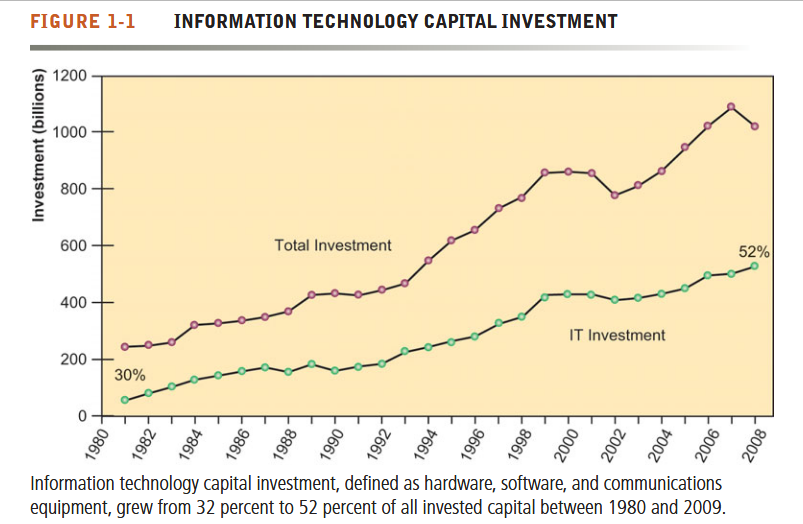 FIGURE 1-1 INFORMATION TECHNOLOGY CAPITAL INVESTMENT
Investment (billions)
1200
1000
800
600
400
200
0
Total Investment
52%
IT Investment
30%
1980 1982 1984 1986 1988 1990 1992 1994 1996 1998 2000 2002 2004 2006 2008
Information technology capital investment, defined as hardware, software, and communications
equipment, grew from 32 percent to 52 percent of all invested capital between 1980 and 2009.